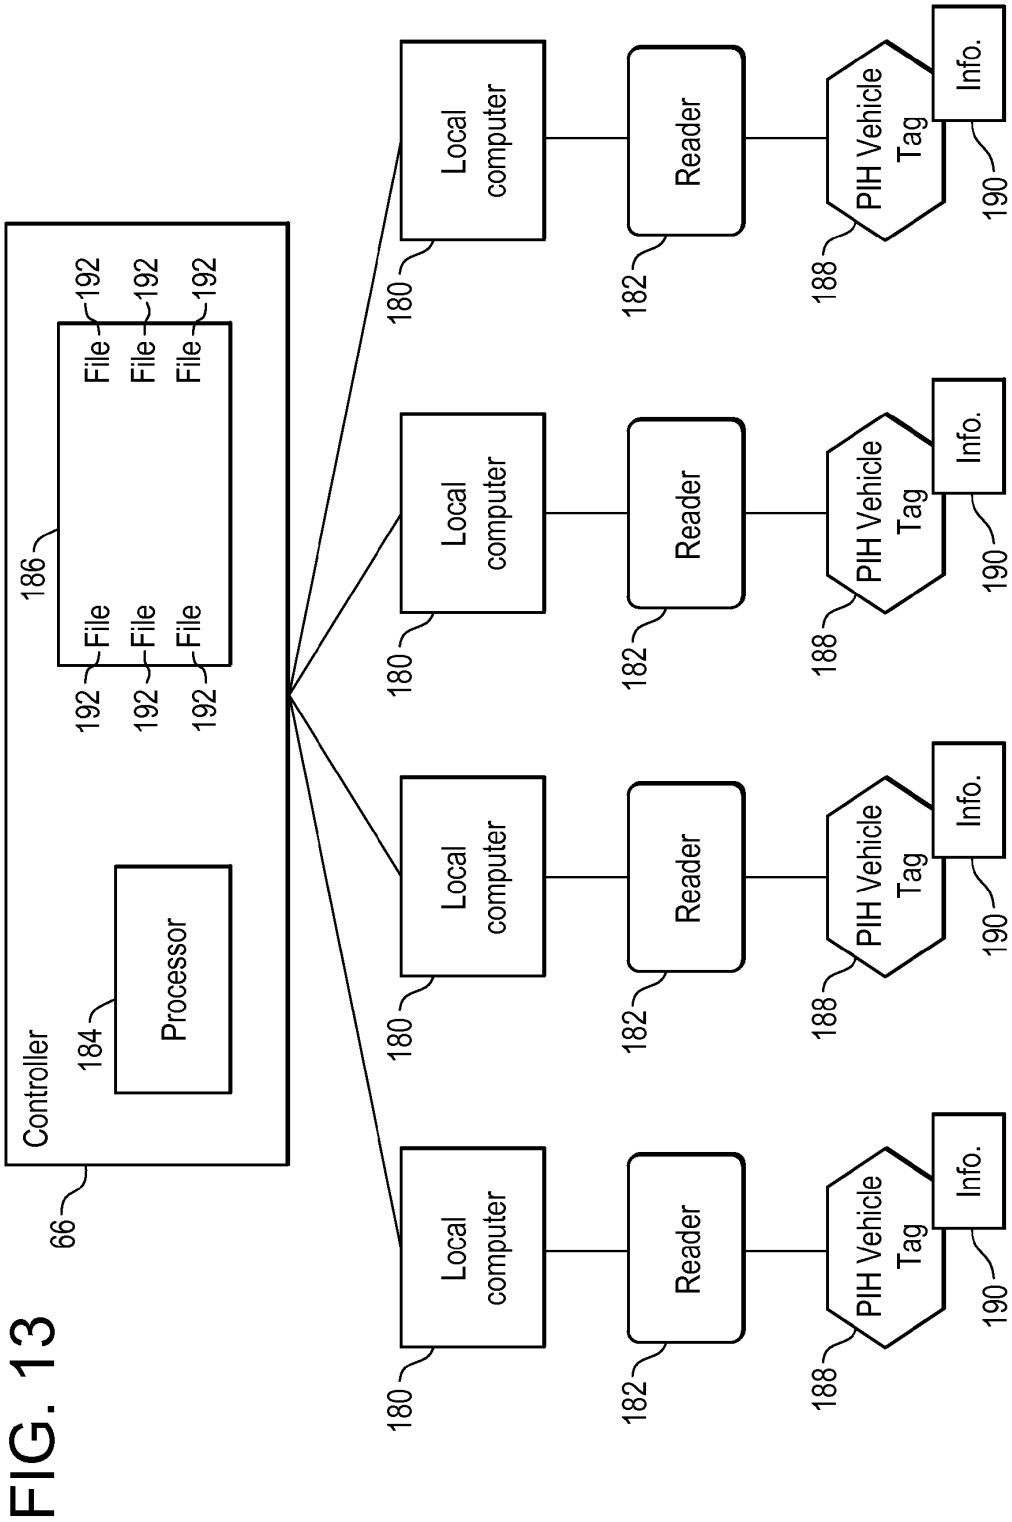 FIG. 13
66
Controller
184
Processor
186
192
File
File
192
192
File
File
192
192
File
File
192
180
Local
computer
180
Local
computer
180
Local
computer
180
Local
computer
182
Reader
182
Reader
182
Reader
182
Reader
188
PIH Vehicle
Tag
188
PIH Vehicle
Tag
188
PIH Vehicle
Tag
188
PIH Vehicle
Tag
190
Info.
190
Info.
190
Info.
190
Info.